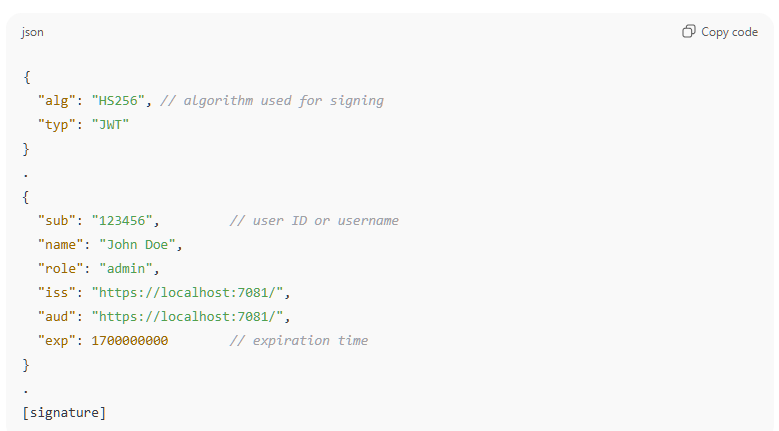 json
Copy code
{
"alg": "HS256", // algorithm used for signing
"typ": "JWT"
}
.
{
"sub": "123456", // user ID or username
"name": "John Doe",
"role": "admin",
"iss": "https://localhost:7081/",
"aud": "https://localhost:7081/",
"exp": 1700000000 // expiration time
}
.
[signature]